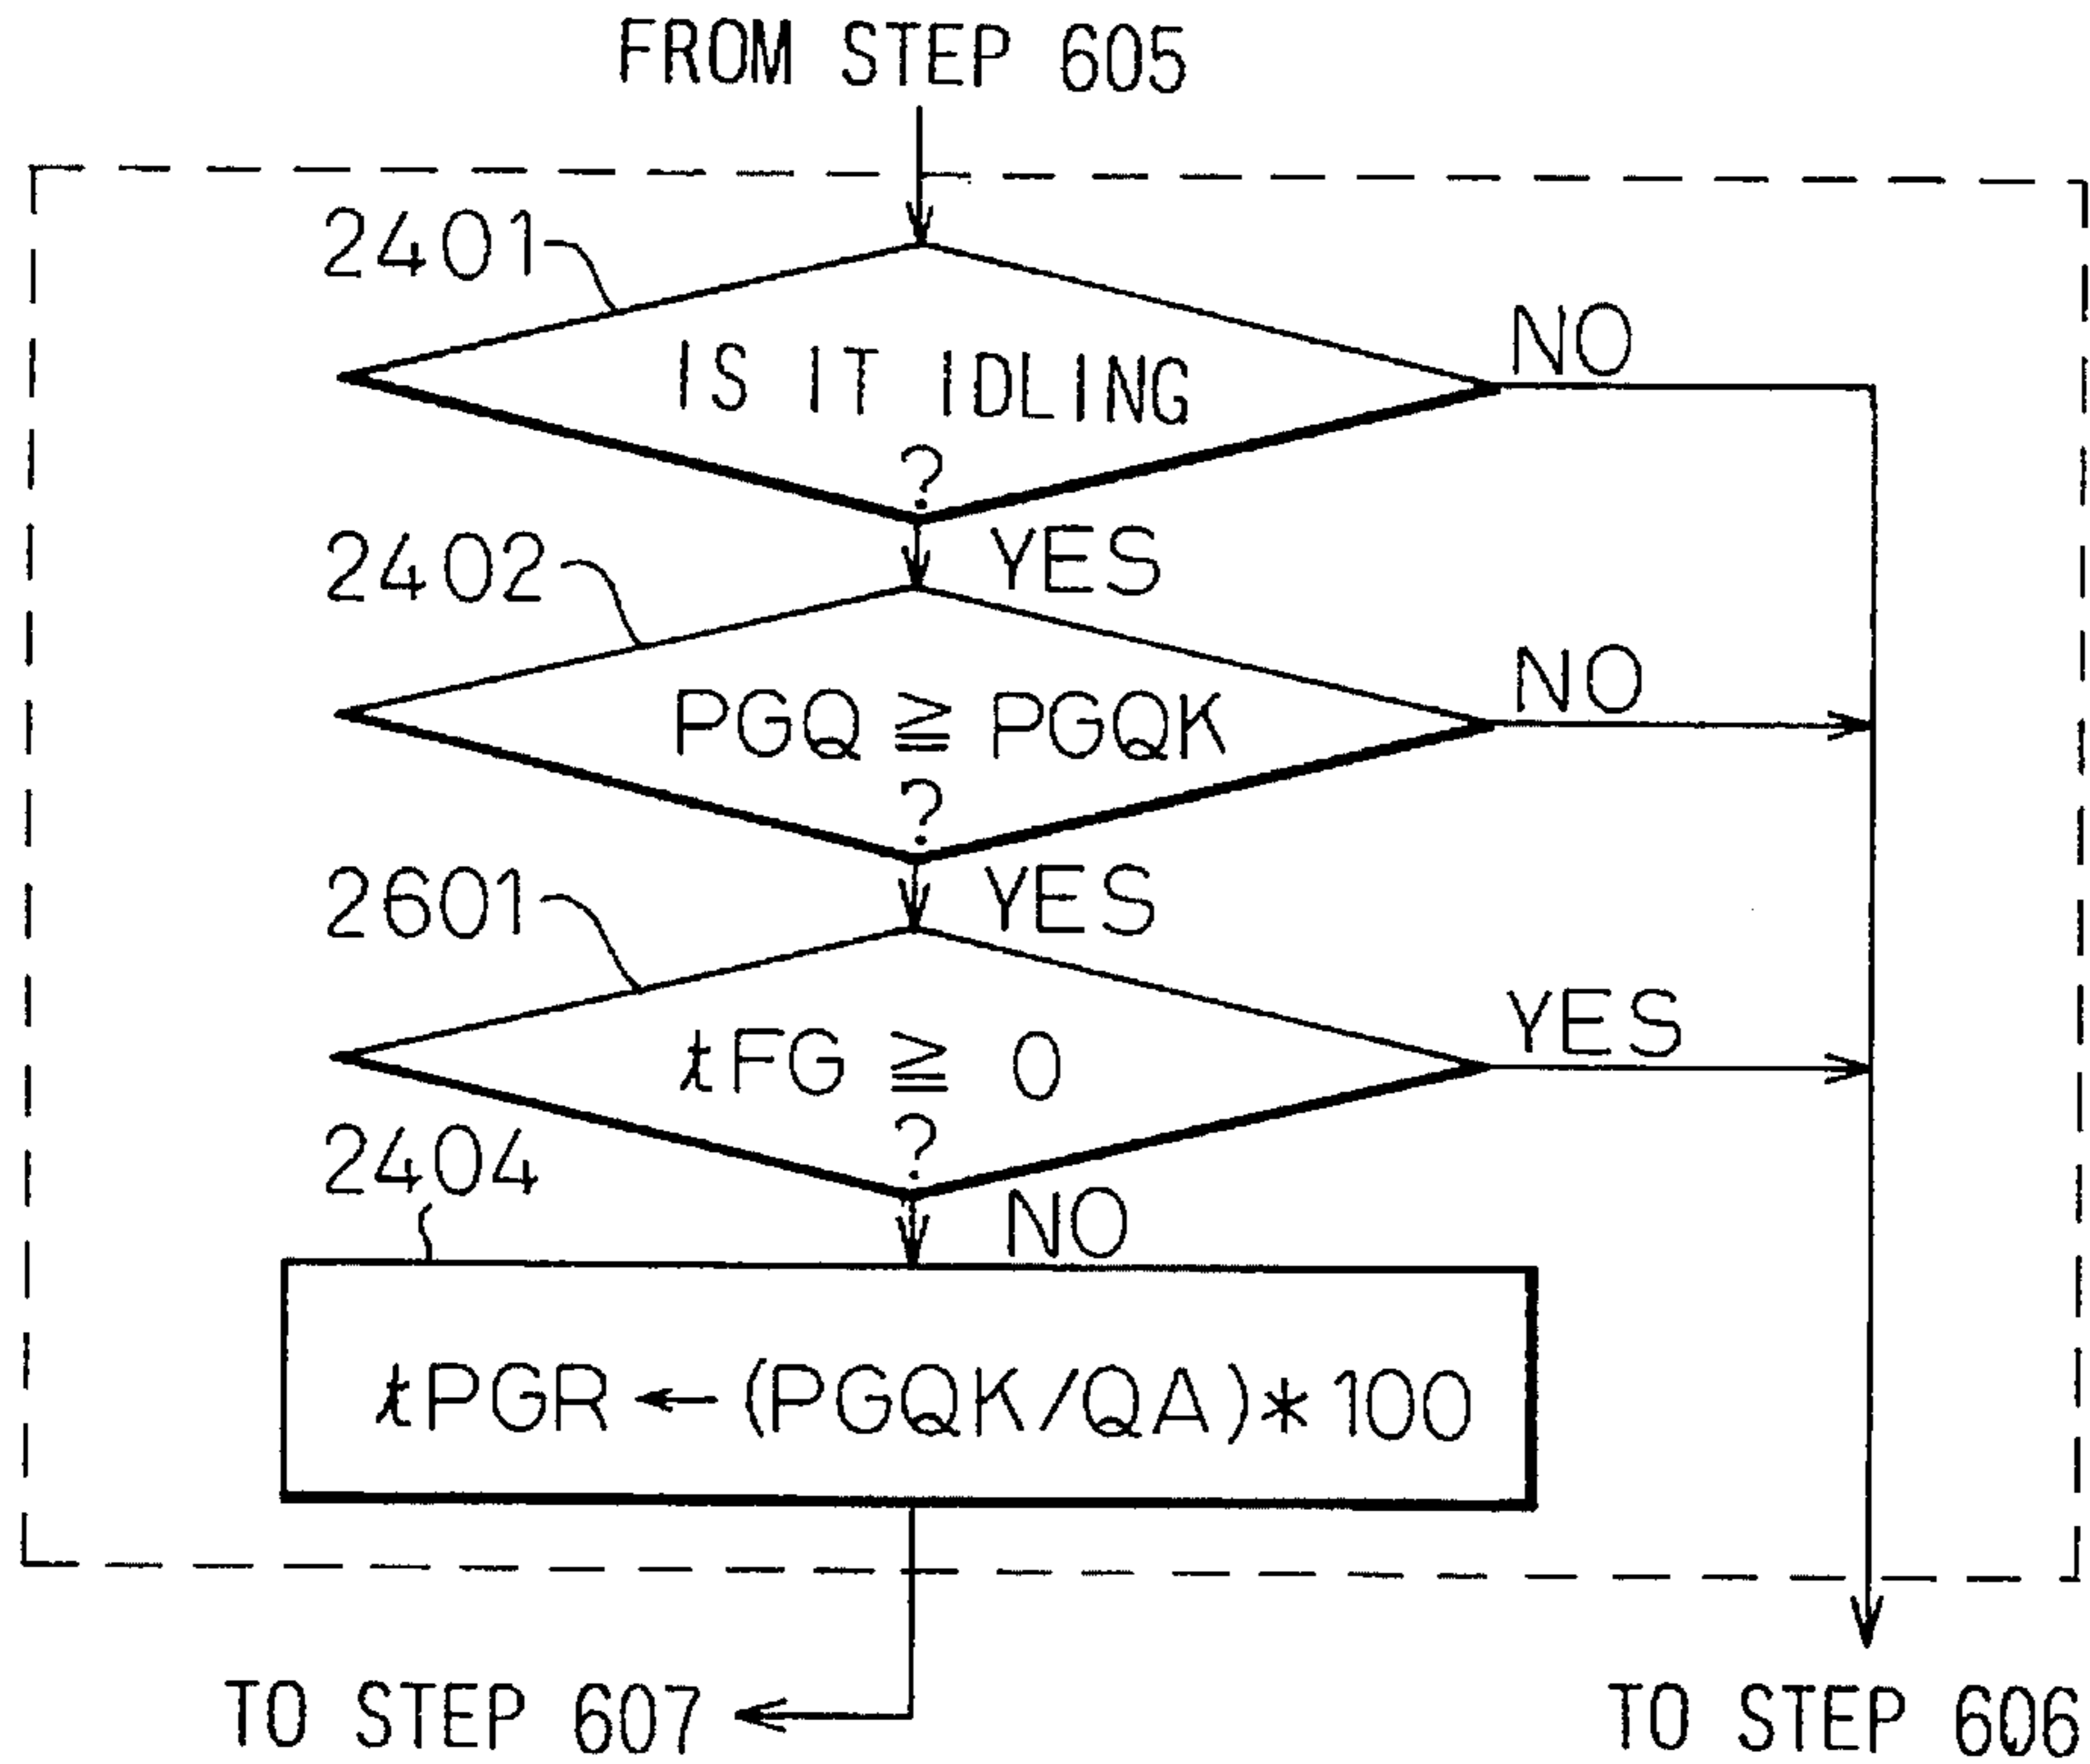 FROM STEP 605
2401
IS IT IDLING
?
NO
YES
2402
PGQ ≧ PGQK
?
NO
YES
2601
tFG ≧ 0
?
YES
NO
2404
tPGR ← (PGQK/QA)*100
TO STEP 607
TO STEP 606